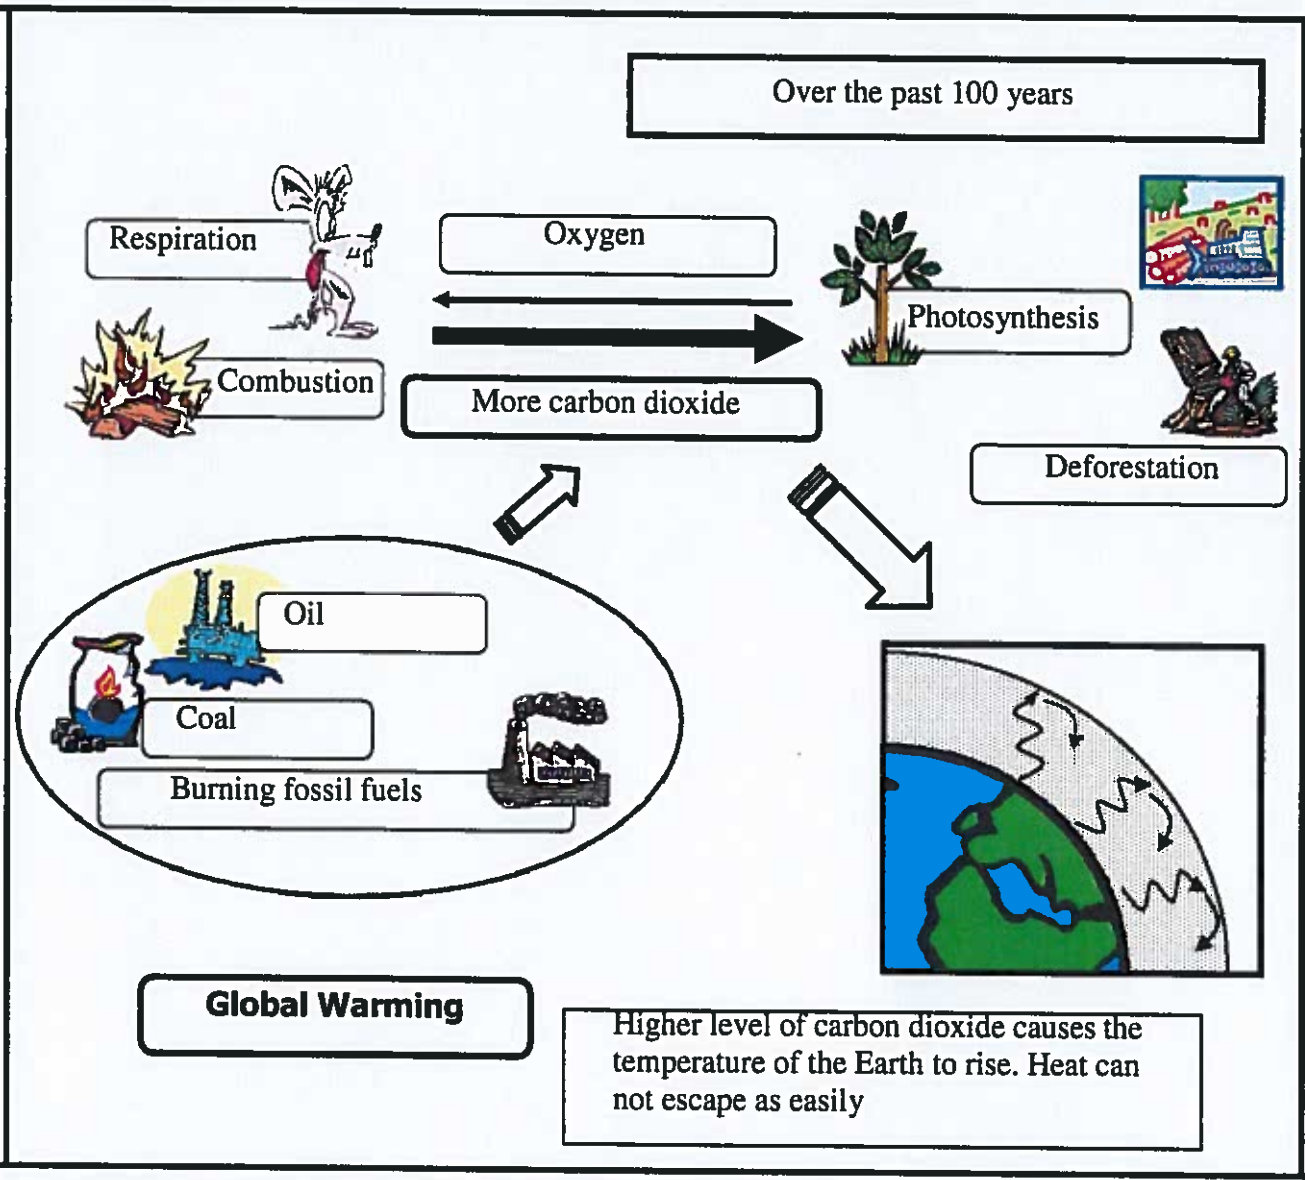 Over the past 100 years
Respiration
Oxygen
Photosynthesis
Combustion
More carbon dioxide
Deforestation
Oil
Coal
Burning fossil fuels
Global Warming
Higher level of carbon dioxide causes the
temperature of the Earth to rise. Heat can
not escape as easily